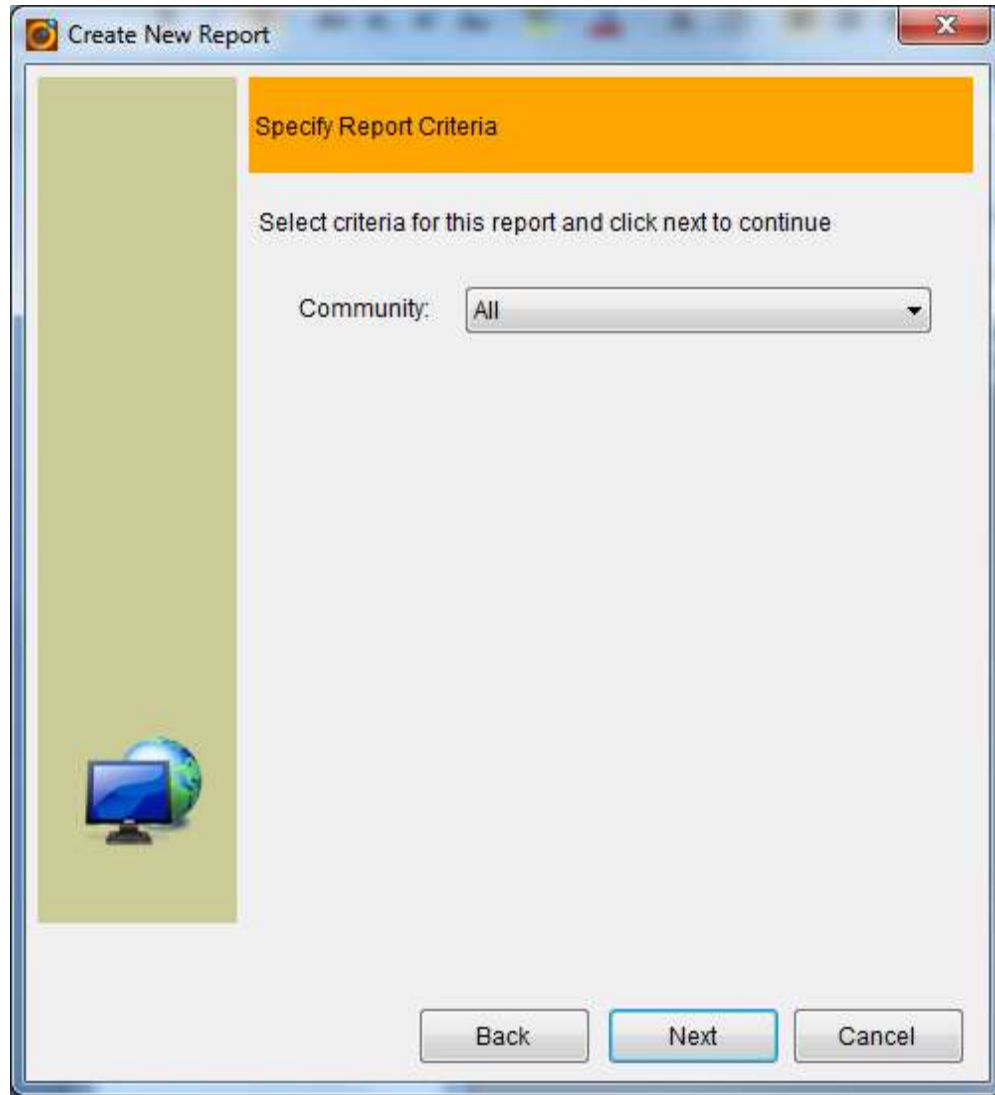 Create New Report
Specify Report Criteria
Select criteria for this report and click next to continue
Community: All
Back Next Cancel